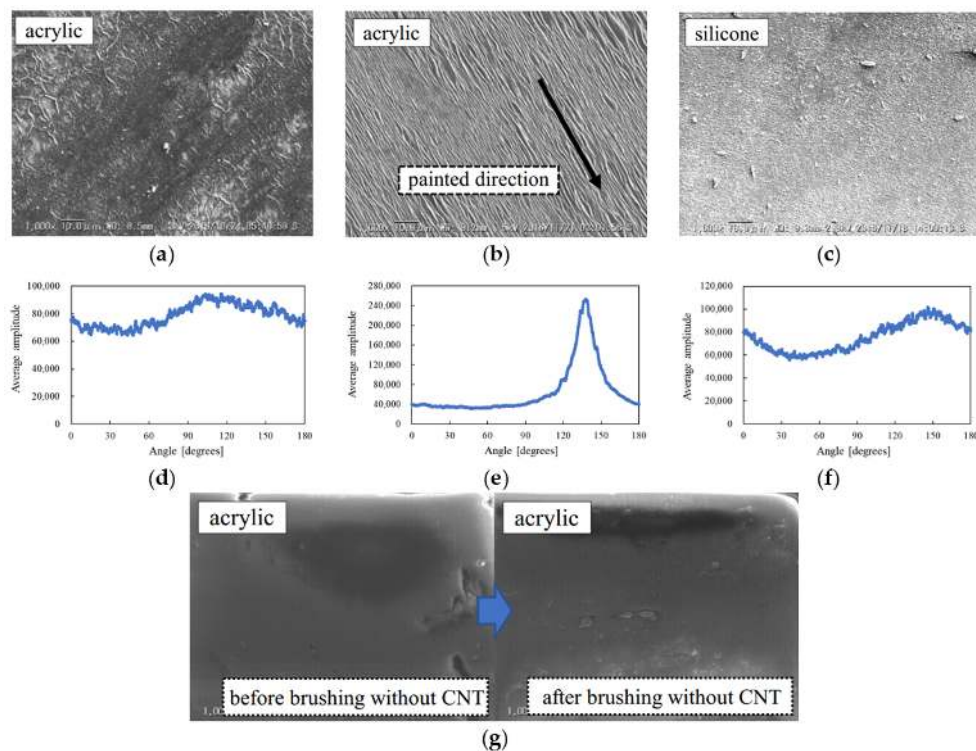 acrylic
acrylic
silicone
painted direction
(a)
(b)
(c)
100,000
80,000
60,000
40,000
20,000
0
Average amplitude
0
30
60
90
120
150
180
Angle [degrees]
280,000
240,000
200,000
160,000
120,000
80,000
40,000
0
Average amplitude
0
30
60
90
120
150
180
Angle [degrees]
120,000
100,000
80,000
60,000
40,000
20,000
0
Average amplitude
0
30
60
90
120
150
180
Angle [degrees]
(d)
(e)
(f)
acrylic
acrylic
before brushing without CNT
after brushing without CNT
(g)